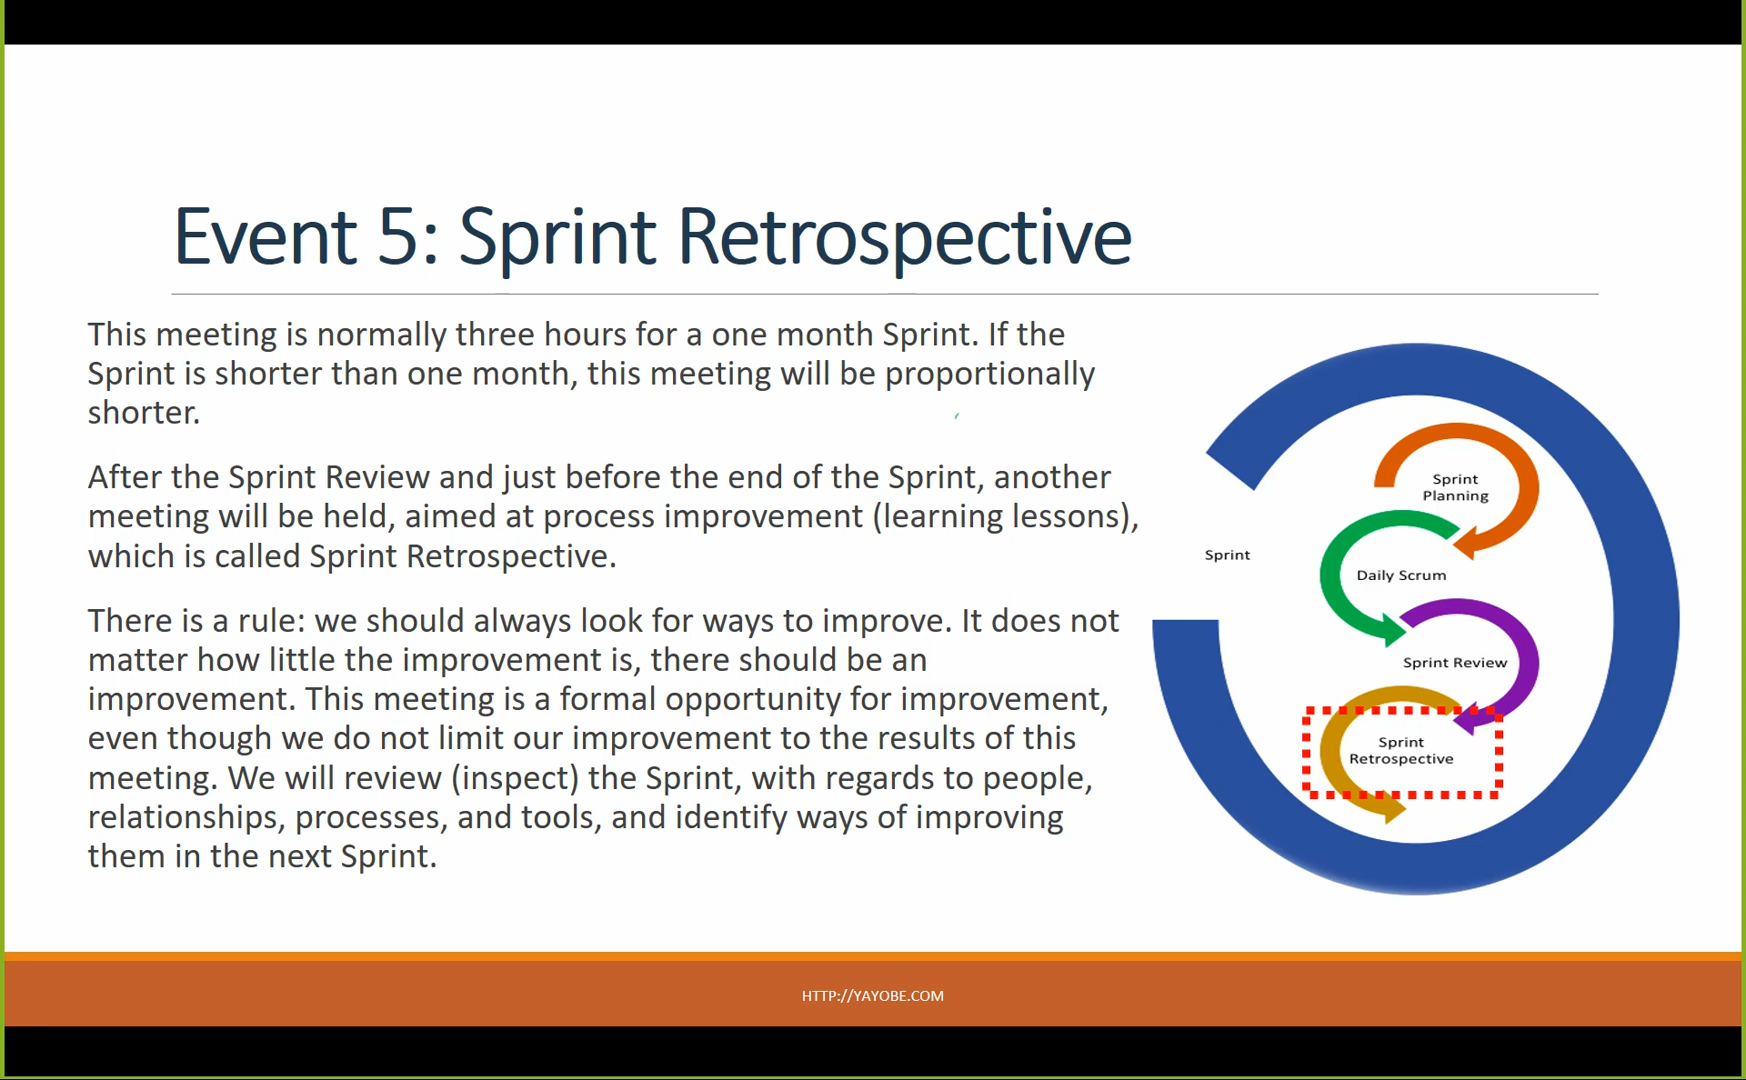 Event 5: Sprint Retrospective
This meeting is normally three hours for a one month Sprint. If the
Sprint is shorter than one month, this meeting will be proportionally
shorter.
After the Sprint Review and just before the end of the Sprint, another
meeting will be held, aimed at process improvement (learning lessons),
which is called Sprint Retrospective.
There is a rule: we should always look for ways to improve. It does not
matter how little the improvement is, there should be an
improvement. This meeting is a formal opportunity for improvement,
even though we do not limit our improvement to the results of this
meeting. We will review (inspect) the Sprint, with regards to people,
relationships, processes, and tools, and identify ways of improving
them in the next Sprint.
Sprint
Sprint
Planning
Daily Scrum
Sprint Review
Sprint
Retrospective
HTTP://YAYOBE.COM